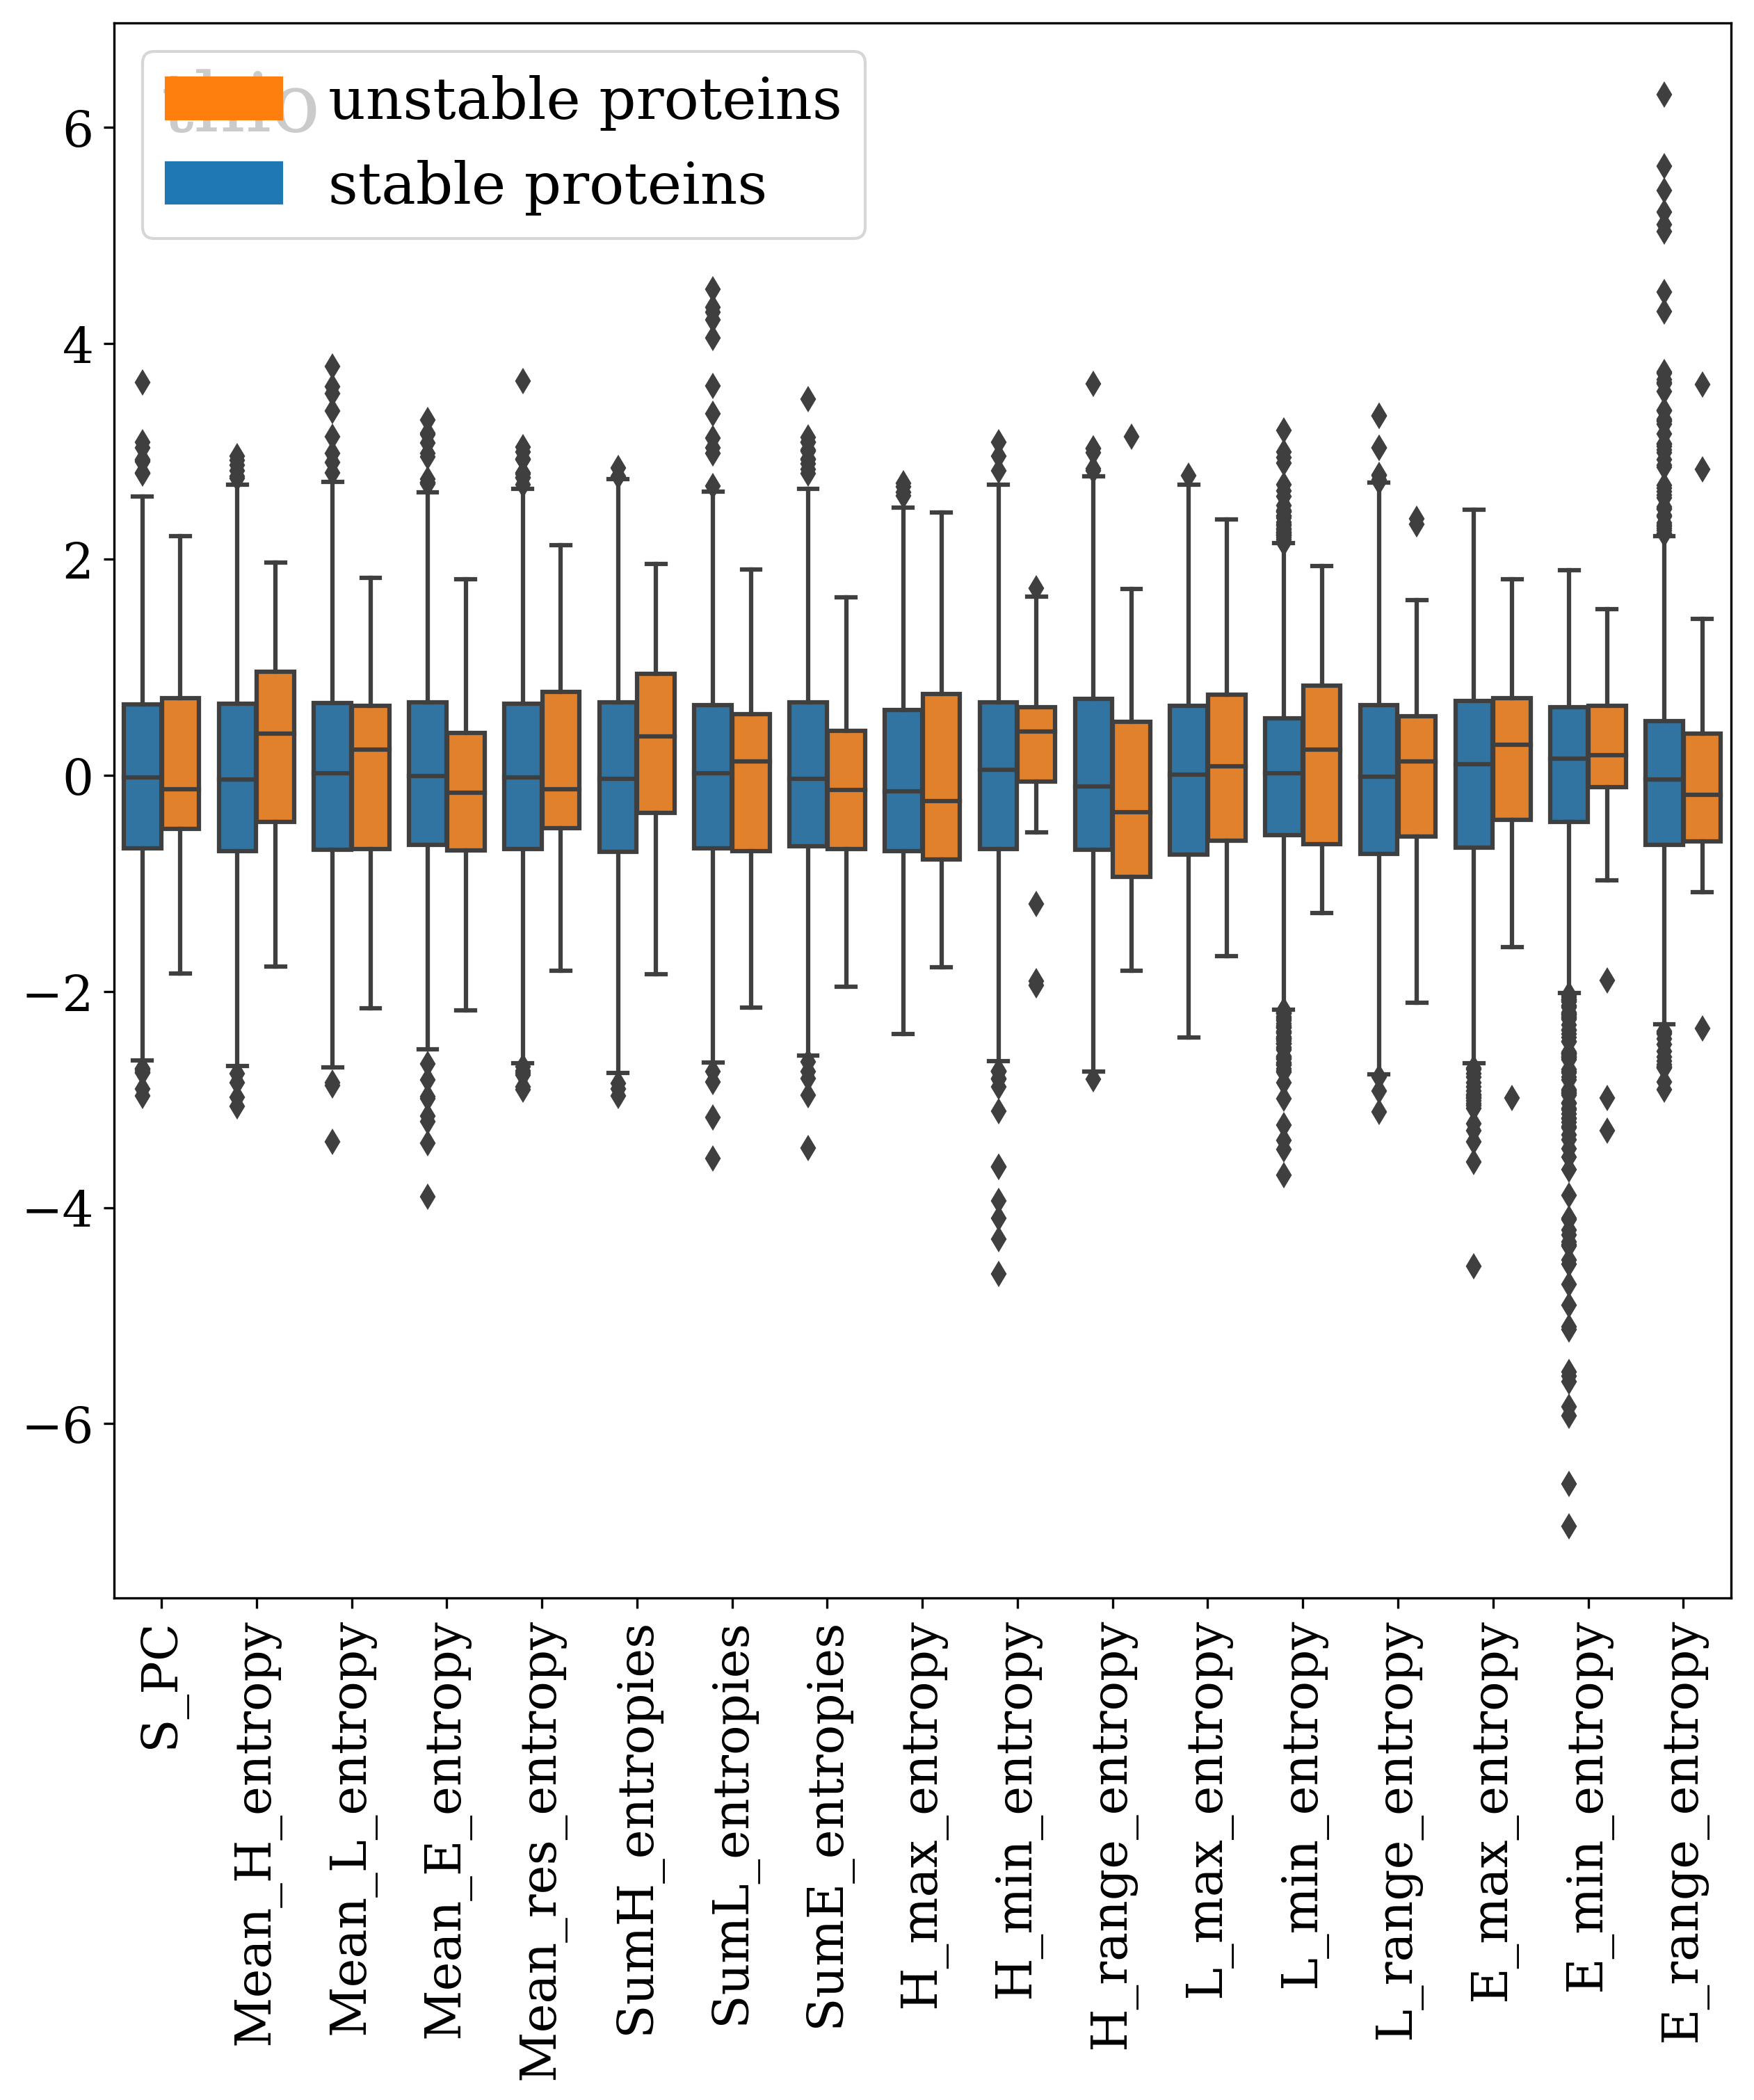 thio
unstable proteins
stable proteins
6
4
2
0
−2
−4
−6
S_PC
Mean_H_entropy
Mean_L_entropy
Mean_E_entropy
Mean_res_entropy
SumH_entropies
SumL_entropies
SumE_entropies
H_max_entropy
H_min_entropy
H_range_entropy
L_max_entropy
L_min_entropy
L_range_entropy
E_max_entropy
E_min_entropy
E_range_entropy